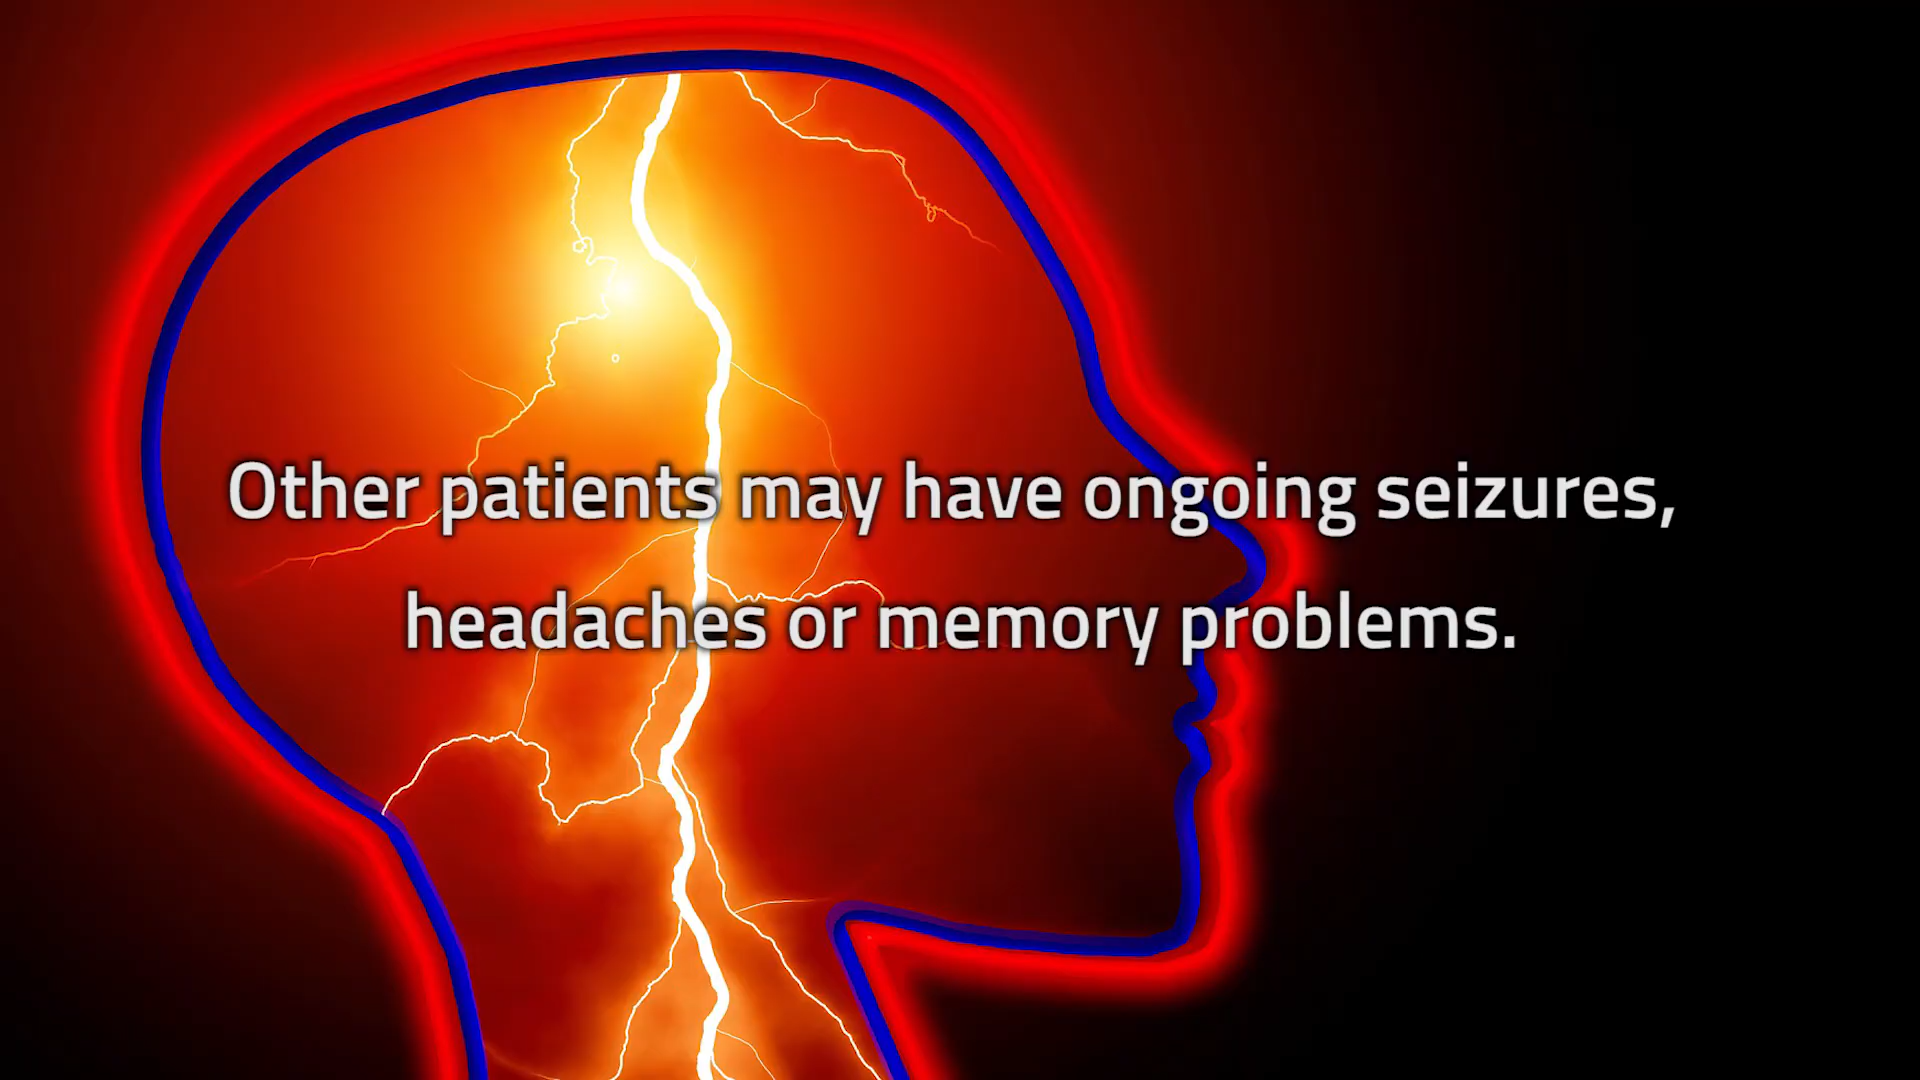 Other patients may have ongoing seizures,
headaches or memory problems.